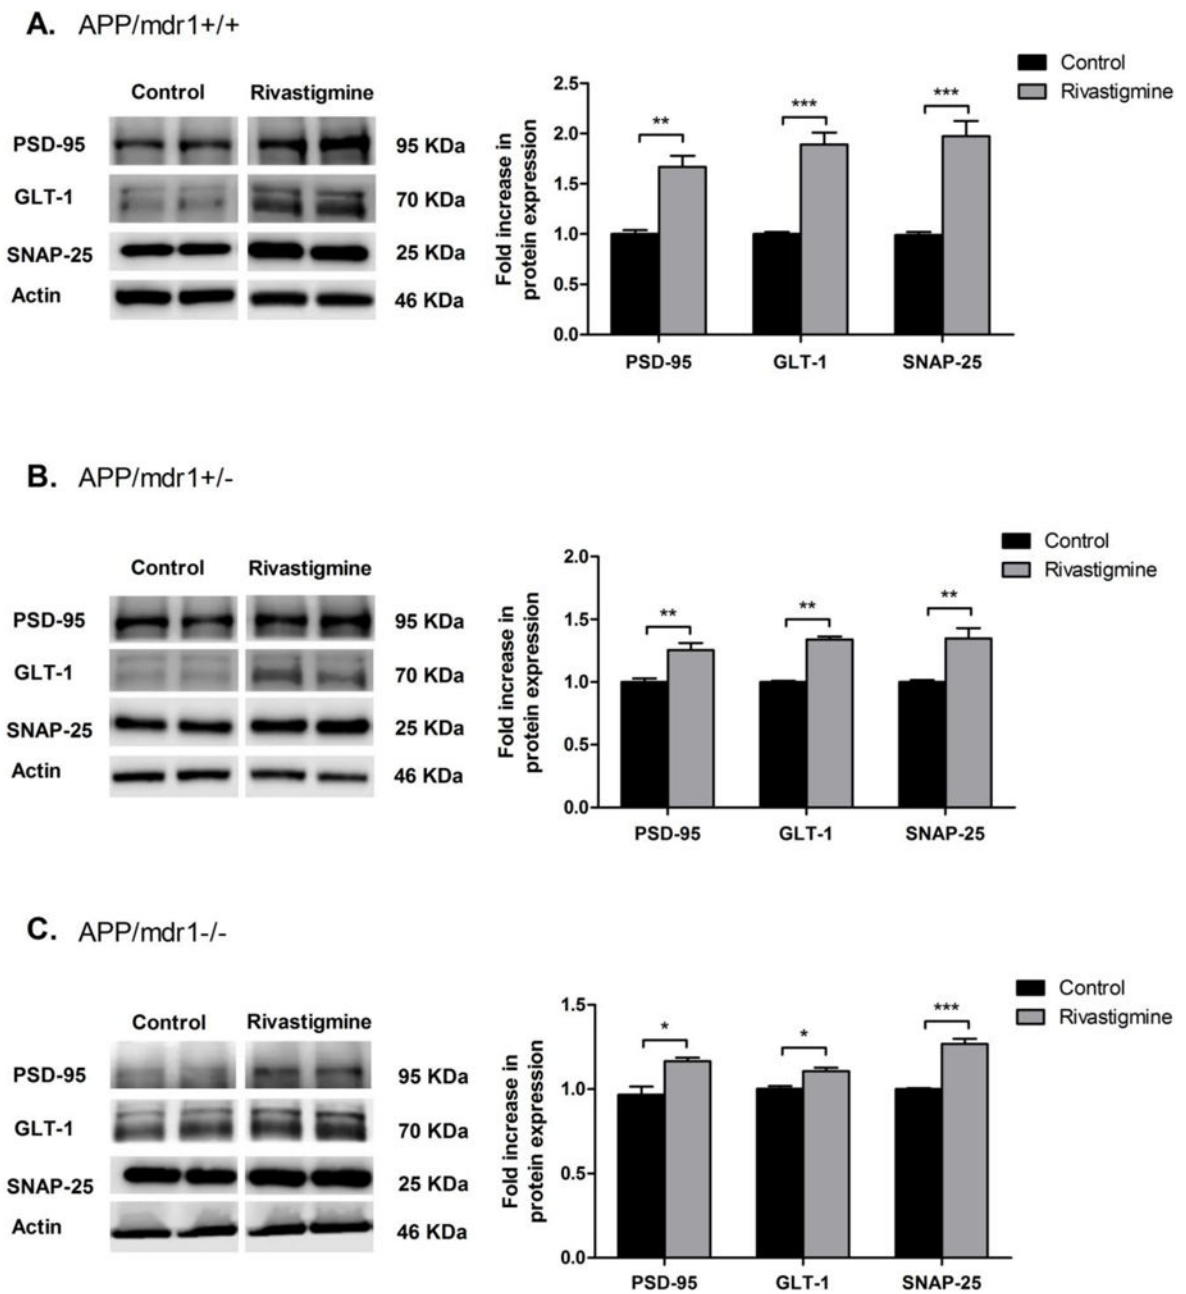 A. APP/mdr1+/+
Control Rivastigmine
PSD-95 95 KDa
GLT-1 70 KDa
SNAP-25 25 KDa
Actin 46 KDa
Control
Rivastigmine
Fold increase in
protein expression
2.5
2.0
1.5
1.0
0.5
0.0
** *** ***
PSD-95 GLT-1 SNAP-25
B. APP/mdr1+/-
Control Rivastigmine
PSD-95 95 KDa
GLT-1 70 KDa
SNAP-25 25 KDa
Actin 46 KDa
Control
Rivastigmine
Fold increase in
protein expression
2.0
1.5
1.0
0.5
0.0
** ** **
PSD-95 GLT-1 SNAP-25
C. APP/mdr1-/-
Control Rivastigmine
PSD-95 95 KDa
GLT-1 70 KDa
SNAP-25 25 KDa
Actin 46 KDa
Control
Rivastigmine
Fold increase in
protein expression
1.5
1.0
0.5
0.0
* * ***
PSD-95 GLT-1 SNAP-25